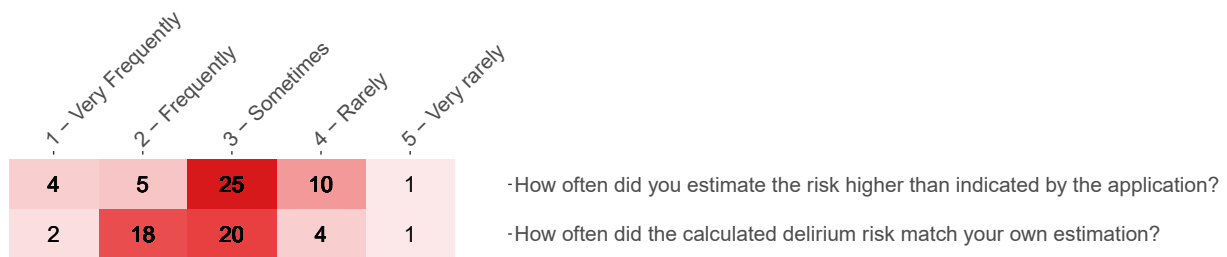 1 – Very Frequently
2 – Frequently
3 – Sometimes
4 – Rarely
5 – Very rarely
4 5 25 10 1 -How often did you estimate the risk higher than indicated by the application?
2 18 20 4 1 -How often did the calculated delirium risk match your own estimation?